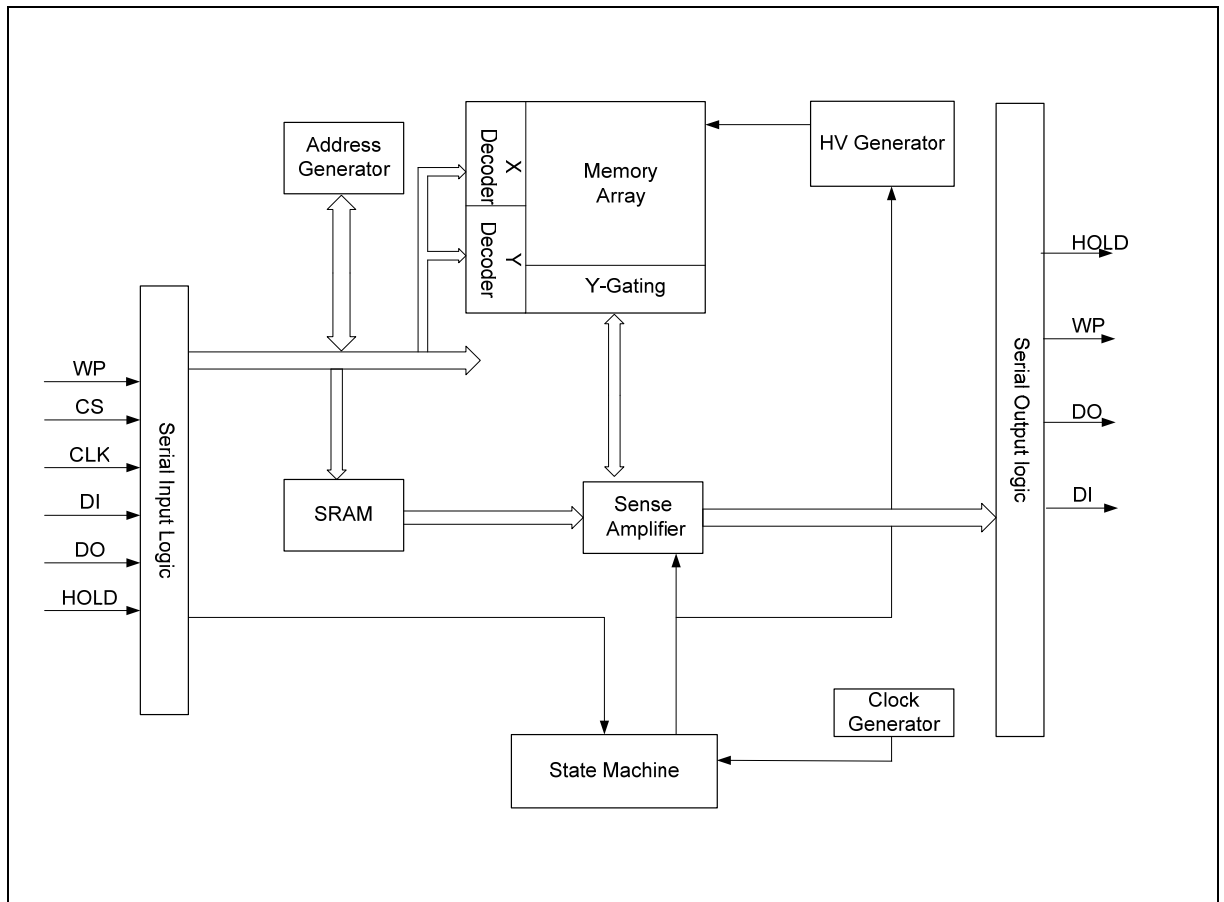 Address
Generator
X
Decoder
Y
Decoder
Memory
Array
Y-Gating
HV Generator
WP
CS
CLK
DI
DO
HOLD
Serial Input Logic
SRAM
Sense
Amplifier
Serial Output logic
HOLD
WP
DO
DI
Clock
Generator
State Machine